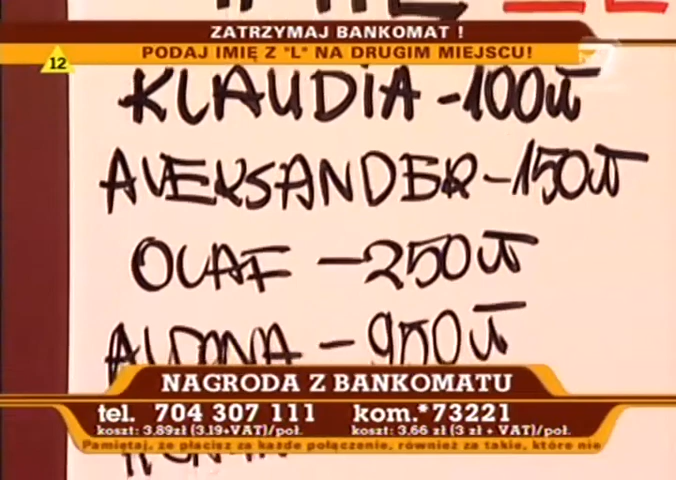 ZATRZYMAJ BANKOMAT !
PODAJ IMIĘ Z "L" NA DRUGIM MIEJSCU!
12
KLAUDIA -100zł
ALEKSANDER -150zł
OLAF -250zł
ALDONA - 950zł
NAGRODA Z BANKOMATU
tel. 704 307 111 kom.*73221
koszt: 3.89zł (3.19+VAT)/poł. koszt: 3.66 zł (3 zł + VAT)/poł.
Pamiętaj, że płacisz za każde połączenie, również za takie, które nie